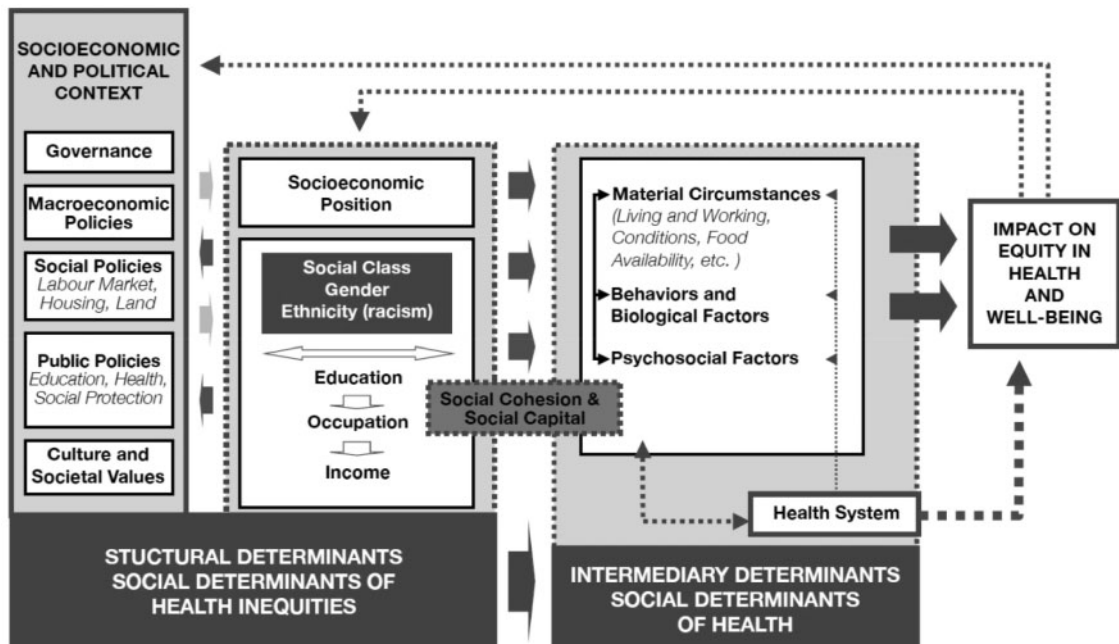 SOCIOECONOMIC
AND POLITICAL
CONTEXT
Governance
Macroeconomic
Policies
Social Policies
Labour Market,
Housing, Land
Public Policies
Education, Health,
Social Protection
Culture and
Societal Values
Socioeconomic
Position
Social Class
Gender
Ethnicity (racism)
Education
Occupation
Income
Social Cohesion &
Social Capital
Material Circumstances
(Living and Working,
Conditions, Food
Availability, etc. )
Behaviors and
Biological Factors
Psychosocial Factors
Health System
IMPACT ON
EQUITY IN
HEALTH
AND
WELL-BEING
STUCTURAL DETERMINANTS
SOCIAL DETERMINANTS OF
HEALTH INEQUITIES
INTERMEDIARY DETERMINANTS
SOCIAL DETERMINANTS
OF HEALTH